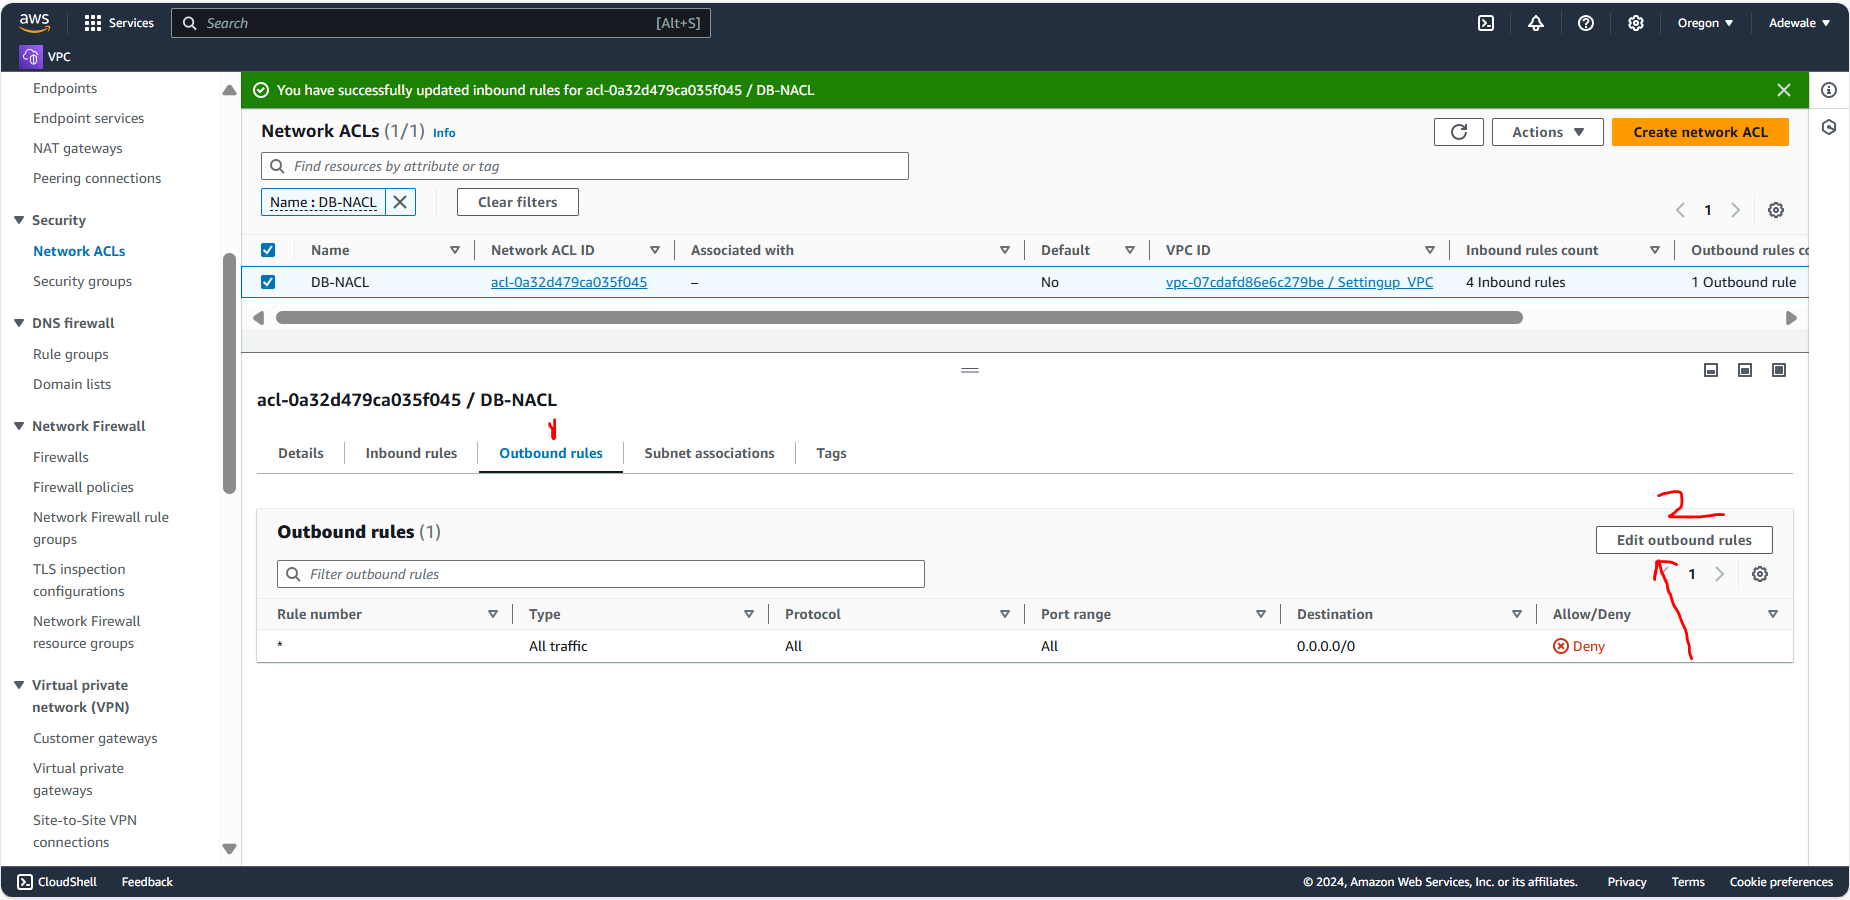 aws Services Search [Alt+S] Oregon Adewale
VPC
Endpoints
Endpoint services
NAT gateways
Peering connections
Security
Network ACLs
Security groups
DNS firewall
Rule groups
Domain lists
Network Firewall
Firewalls
Firewall policies
Network Firewall rule
groups
TLS inspection
configurations
Network Firewall
resource groups
Virtual private
network (VPN)
Customer gateways
Virtual private
gateways
Site-to-Site VPN
connections
You have successfully updated inbound rules for acl-0a32d479ca035f045 / DB-NACL
Network ACLs (1/1) Info Actions Create network ACL
Find resources by attribute or tag
Name : DB-NACL Clear filters
1
Name Network ACL ID Associated with Default VPC ID Inbound rules count Outbound rules co
DB-NACL acl-0a32d479ca035f045 – No vpc-07cdafd86e6c279be / Settingup_VPC 4 Inbound rules 1 Outbound rule
acl-0a32d479ca035f045 / DB-NACL
1
Details Inbound rules Outbound rules Subnet associations Tags
2
Outbound rules (1) Edit outbound rules
Filter outbound rules 1
Rule number Type Protocol Port range Destination Allow/Deny
* All traffic All All 0.0.0.0/0 Deny
CloudShell Feedback © 2024, Amazon Web Services, Inc. or its affiliates. Privacy Terms Cookie preferences